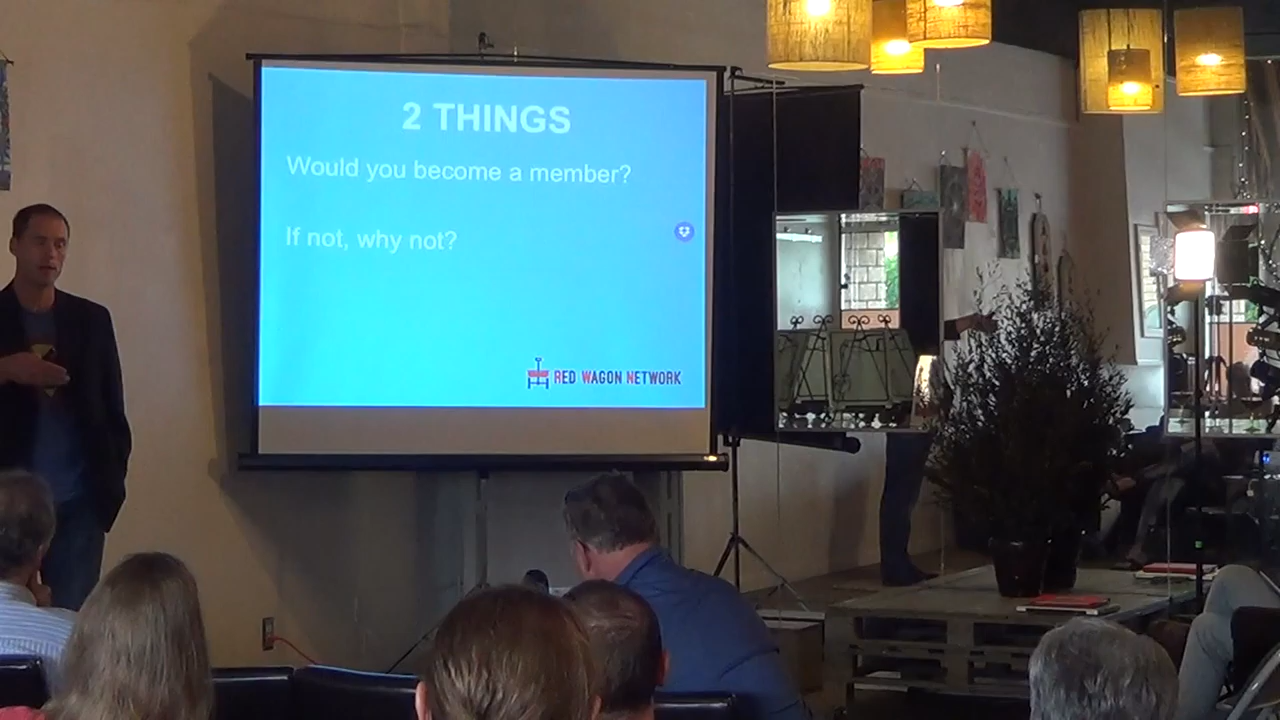 2 THINGS
Would you become a member?
If not, why not?
RED WAGON NETWORK